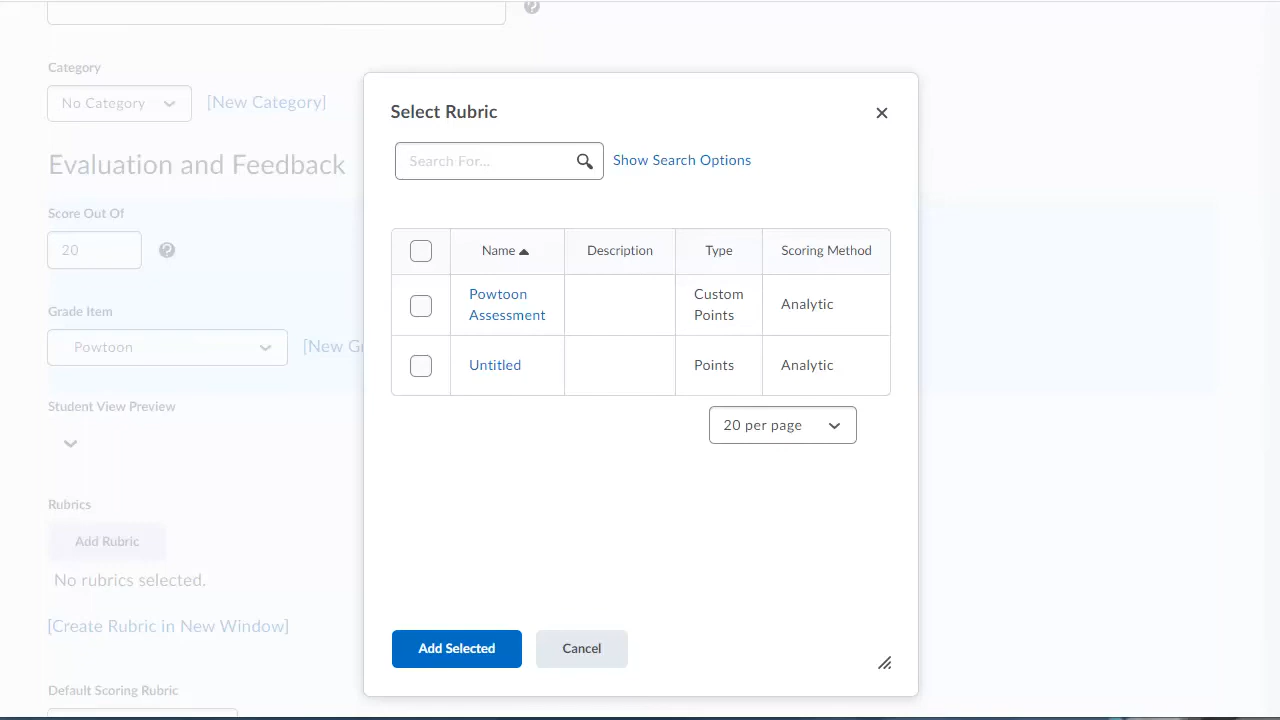 Category
No Category [New Category]
Evaluation and Feedback
Score Out Of
20
Grade Item
Powtoon [New Gr
Student View Preview
Rubrics
Add Rubric
No rubrics selected.
[Create Rubric in New Window]
Default Scoring Rubric
Select Rubric
Search For... Show Search Options
Name Description Type Scoring Method
Powtoon Assessment Custom Points Analytic
Untitled Points Analytic
20 per page
Add Selected Cancel